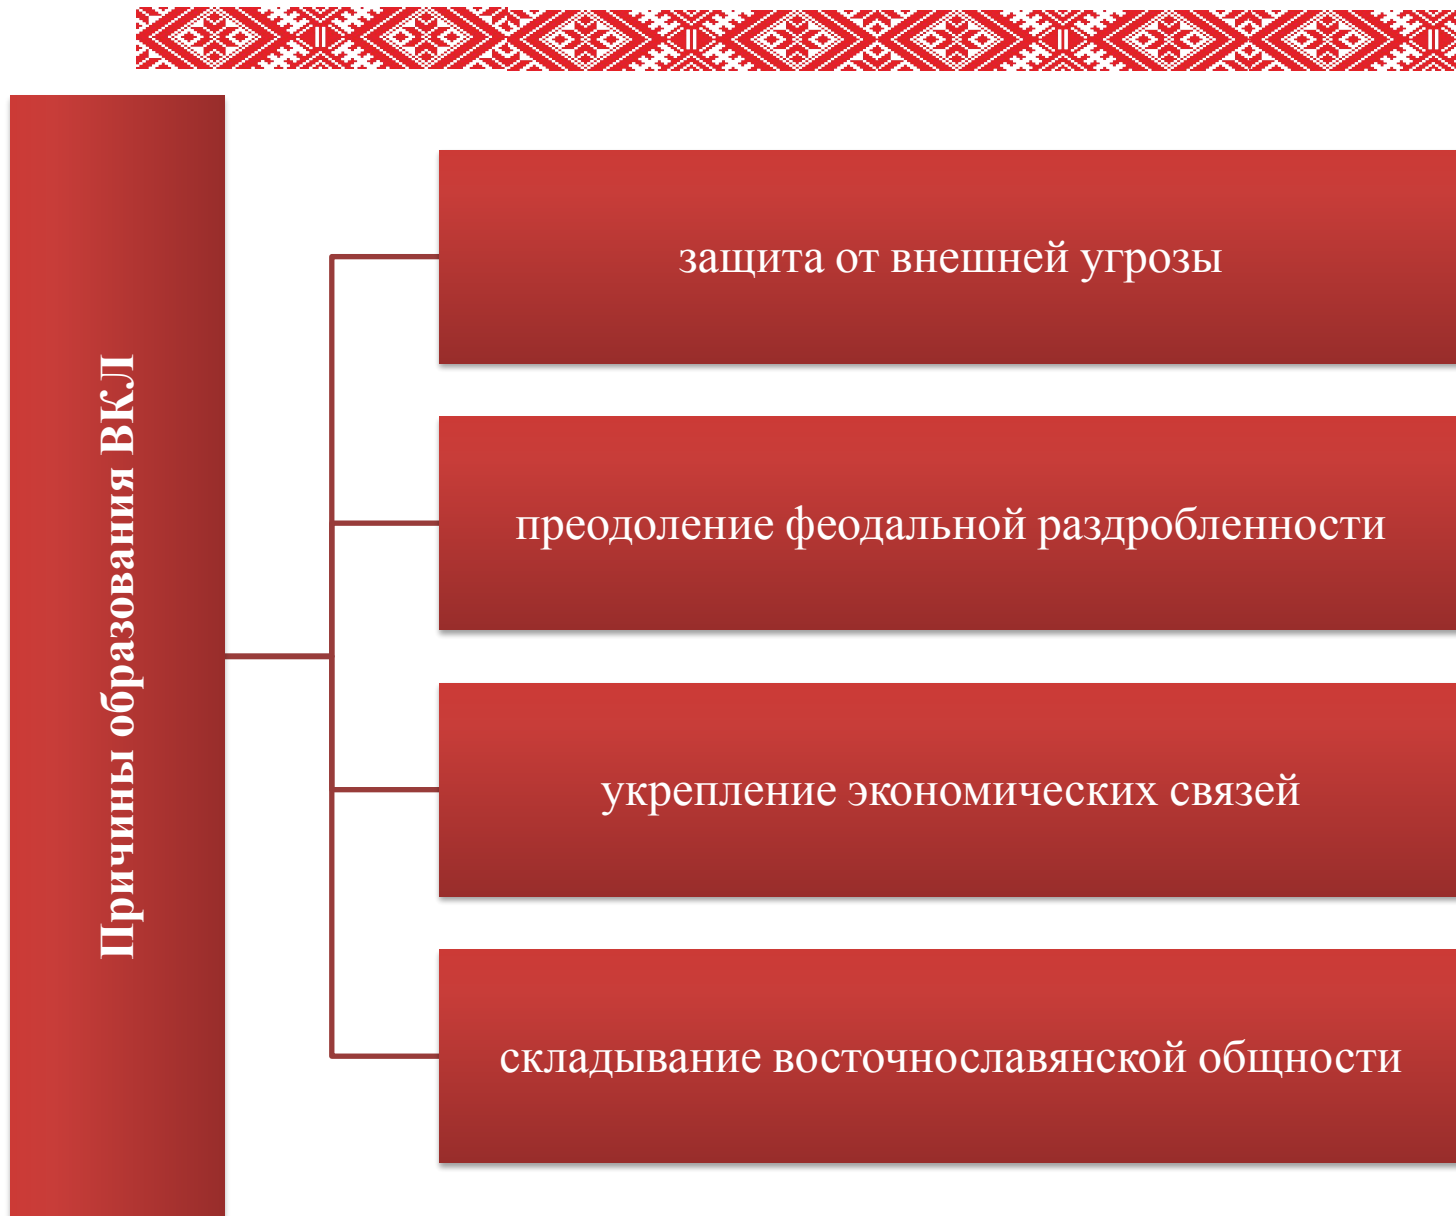 Причины образования ВКЛ
защита от внешней угрозы
преодоление феодальной раздробленности
укрепление экономических связей
складывание восточнославянской общности